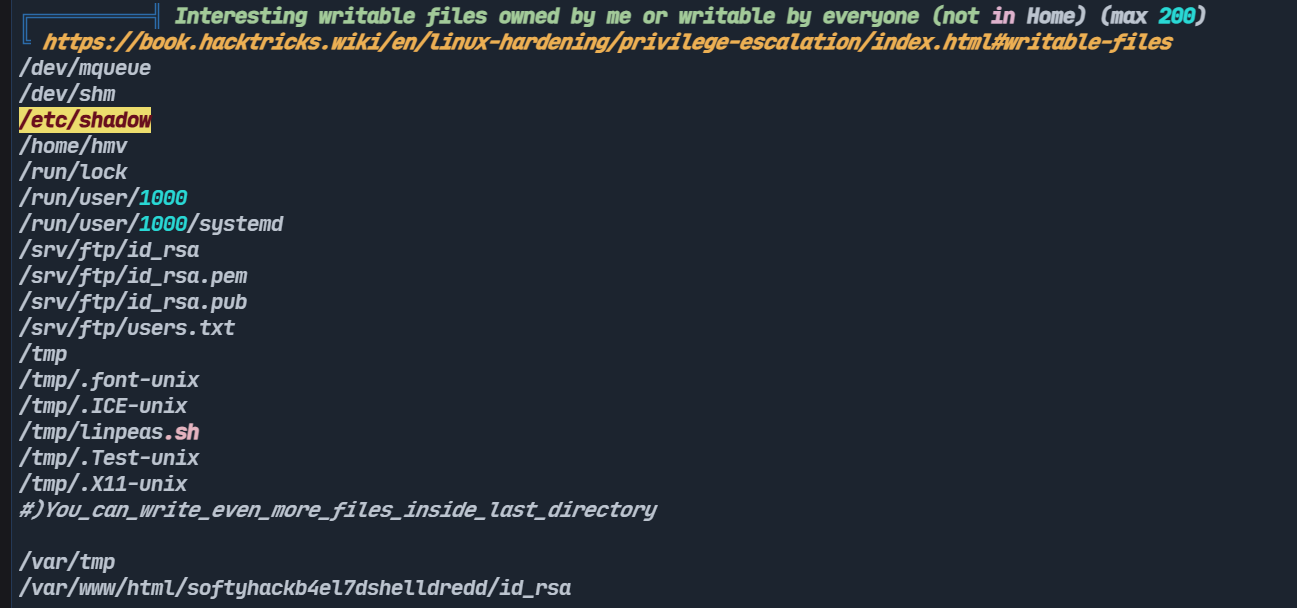 ╔══════════╣ Interesting writable files owned by me or writable by everyone (not in Home) (max 200)
╚ https://book.hacktricks.wiki/en/linux-hardening/privilege-escalation/index.html#writable-files
/dev/mqueue
/dev/shm
/etc/shadow
/home/hmv
/run/lock
/run/user/1000
/run/user/1000/systemd
/srv/ftp/id_rsa
/srv/ftp/id_rsa.pem
/srv/ftp/id_rsa.pub
/srv/ftp/users.txt
/tmp
/tmp/.font-unix
/tmp/.ICE-unix
/tmp/linpeas.sh
/tmp/.Test-unix
/tmp/.X11-unix
#)You_can_write_even_more_files_inside_last_directory
/var/tmp
/var/www/html/softyhackb4el7dshelldredd/id_rsa